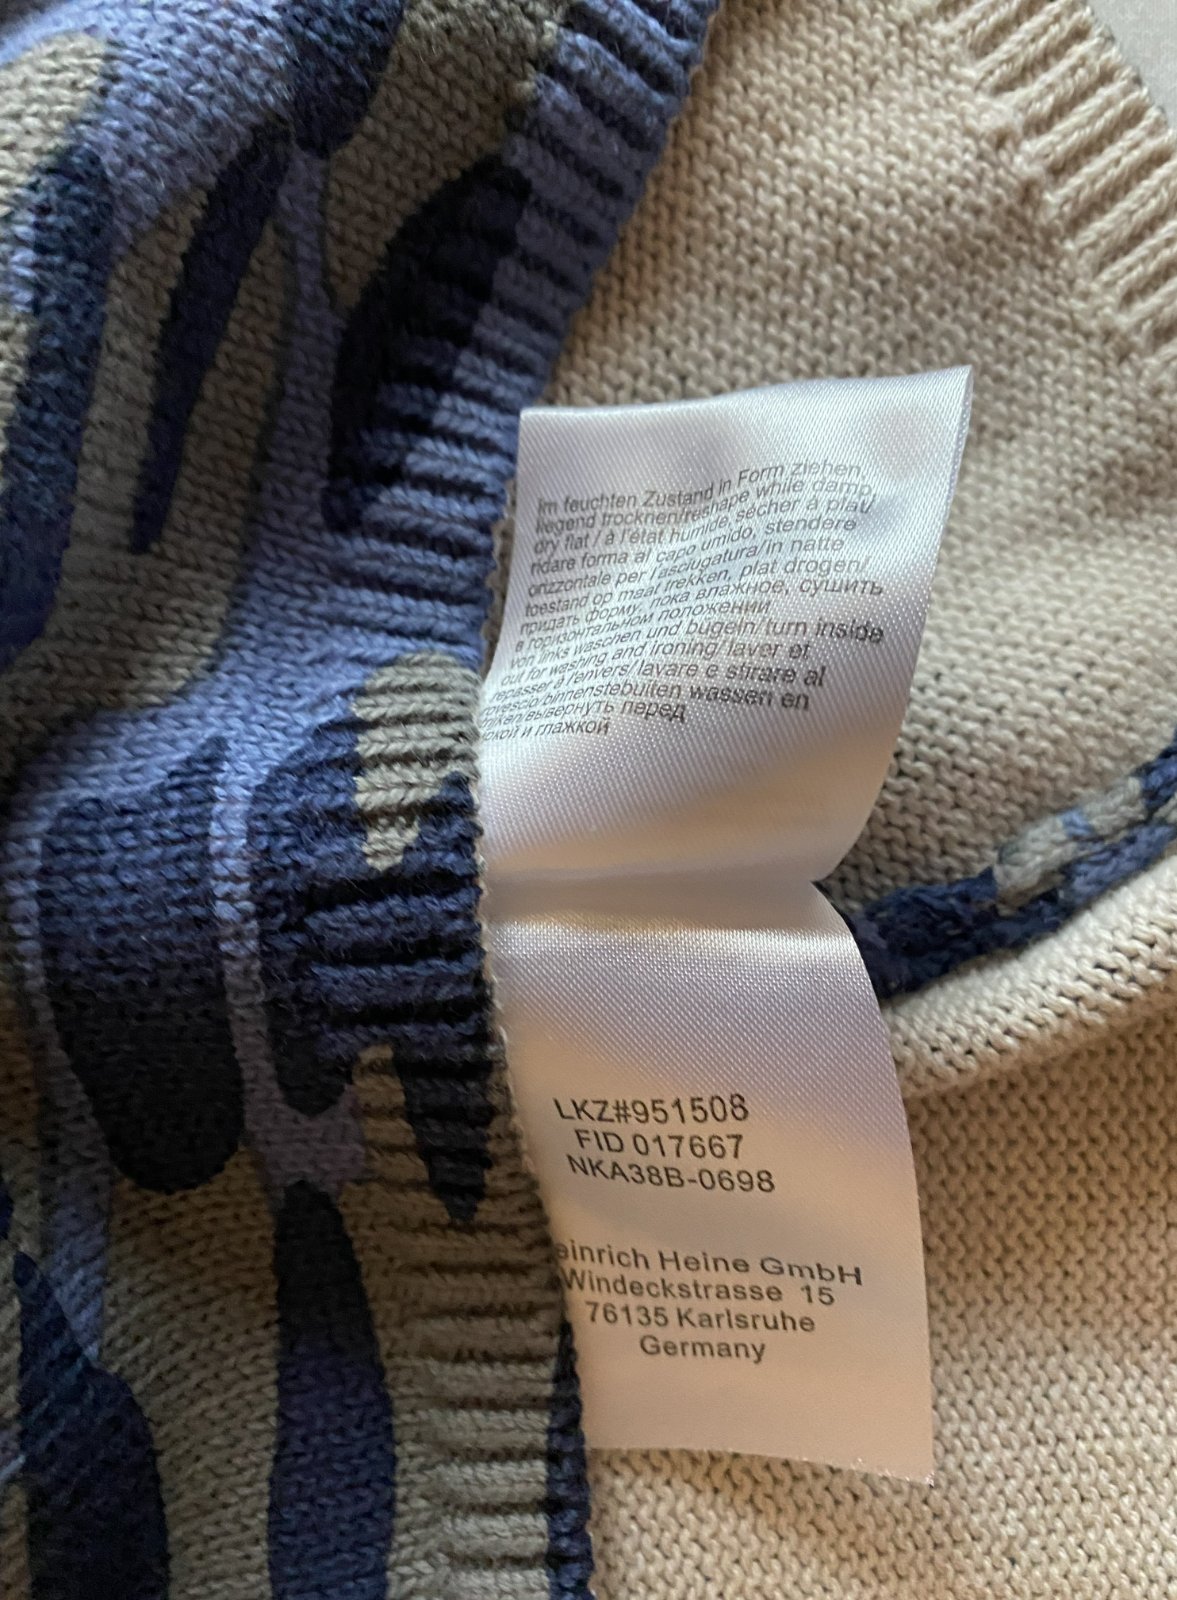 im feuchten Zustand in Form ziehen,
liegend trocknen/reshape while damp,
dry flat / à l'état humide, sécher à plat/
ridare forma al capo umido, stendere
orizzontale per l'asciugatura/in natte
toestand op maat trekken, plat drogen/
придать форму, пока влажное, сушить
в горизонтальном положении
von links waschen und bügeln/turn inside
out for washing and ironing/laver et
repasser à l'envers/lavare e stirare al
rovescio/binnenstebuiten wassen en
вывернуть перед
и глажкой
LKZ#951508
FID 017667
NKA38B-0698
einrich Heine GmbH
Windeckstrasse 15
76135 Karlsruhe
Germany